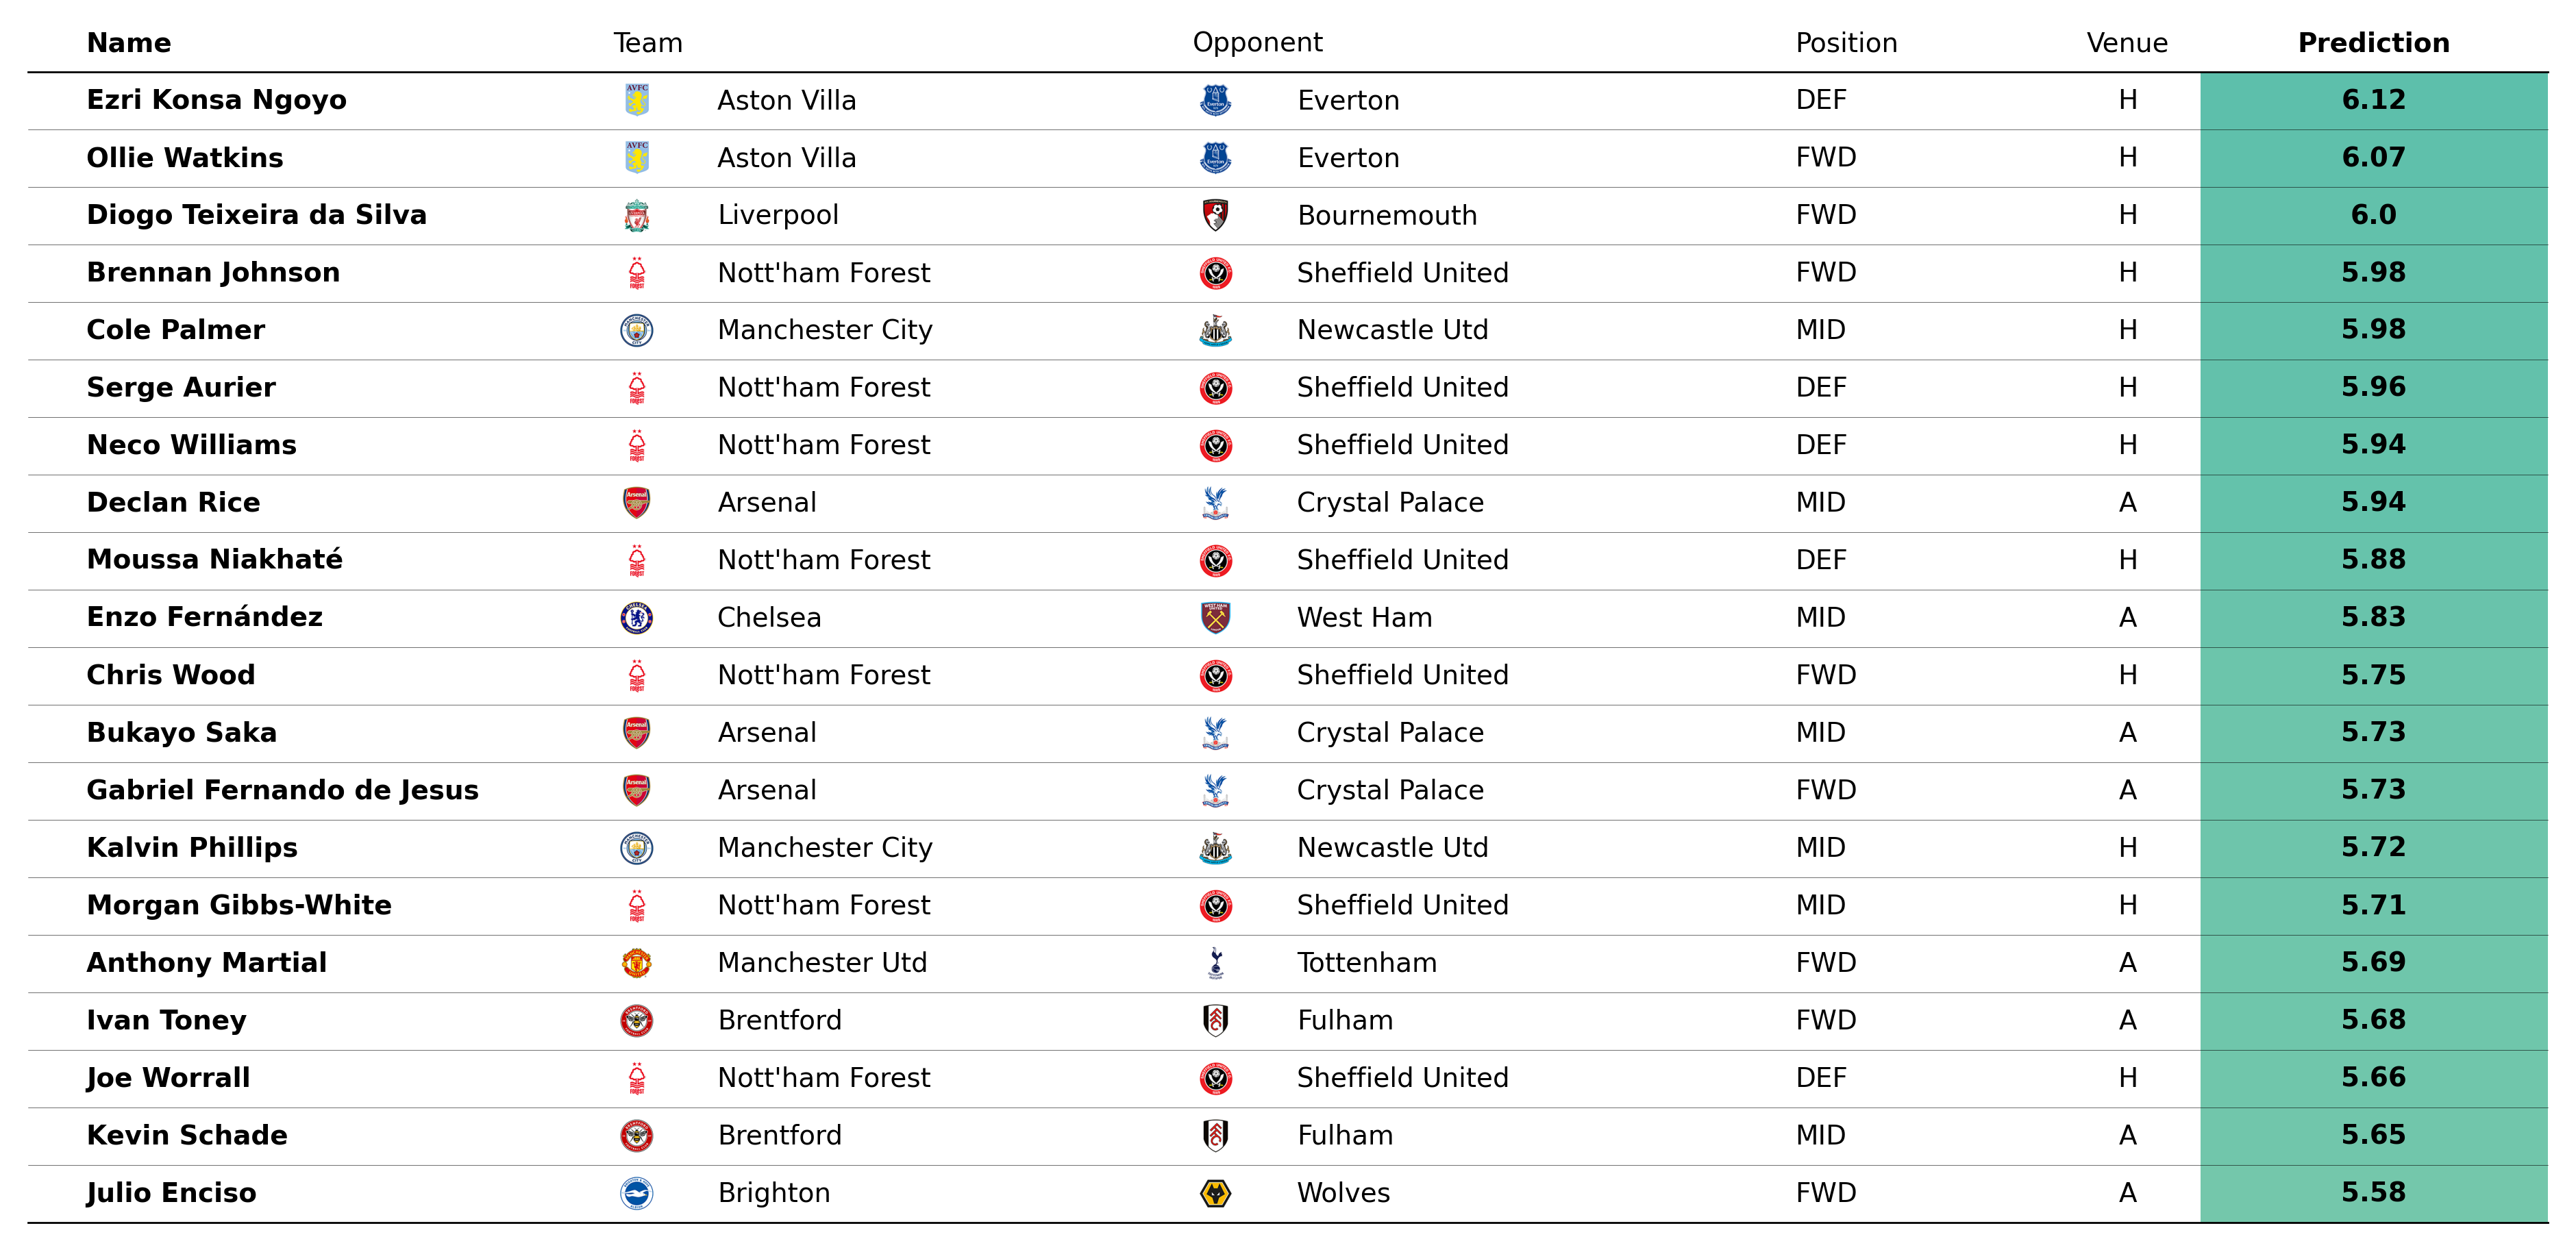 Name Team Opponent Position Venue Prediction
Ezri Konsa Ngoyo Aston Villa Everton DEF H 6.12
Ollie Watkins Aston Villa Everton FWD H 6.07
Diogo Teixeira da Silva Liverpool Bournemouth FWD H 6.0
Brennan Johnson Nott'ham Forest Sheffield United FWD H 5.98
Cole Palmer Manchester City Newcastle Utd MID H 5.98
Serge Aurier Nott'ham Forest Sheffield United DEF H 5.96
Neco Williams Nott'ham Forest Sheffield United DEF H 5.94
Declan Rice Arsenal Crystal Palace MID A 5.94
Moussa Niakhaté Nott'ham Forest Sheffield United DEF H 5.88
Enzo Fernández Chelsea West Ham MID A 5.83
Chris Wood Nott'ham Forest Sheffield United FWD H 5.75
Bukayo Saka Arsenal Crystal Palace MID A 5.73
Gabriel Fernando de Jesus Arsenal Crystal Palace FWD A 5.73
Kalvin Phillips Manchester City Newcastle Utd MID H 5.72
Morgan Gibbs-White Nott'ham Forest Sheffield United MID H 5.71
Anthony Martial Manchester Utd Tottenham FWD A 5.69
Ivan Toney Brentford Fulham FWD A 5.68
Joe Worrall Nott'ham Forest Sheffield United DEF H 5.66
Kevin Schade Brentford Fulham MID A 5.65
Julio Enciso Brighton Wolves FWD A 5.58